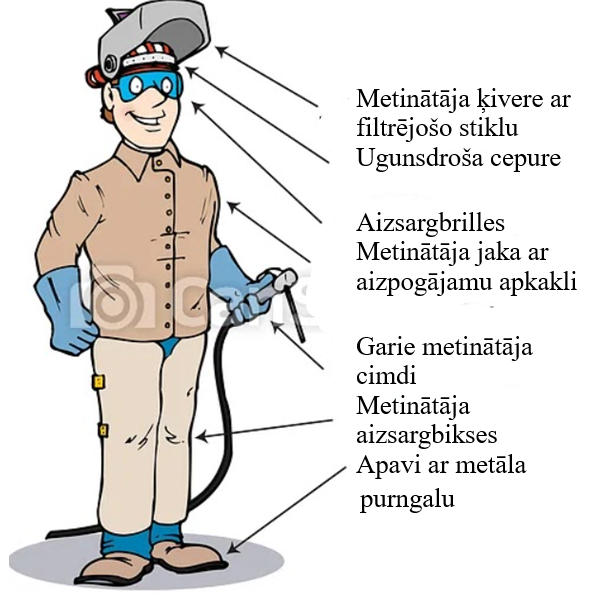 Metinātāja ķivere ar
filtrējošo stiklu
Ugunsdroša cepure
Aizsargbrilles
Metinātāja jaka ar
aizpogājamu apkakli
Garie metinātāja
cimdi
Metinātāja
aizsargbikses
Apavi ar metāla
purngalu